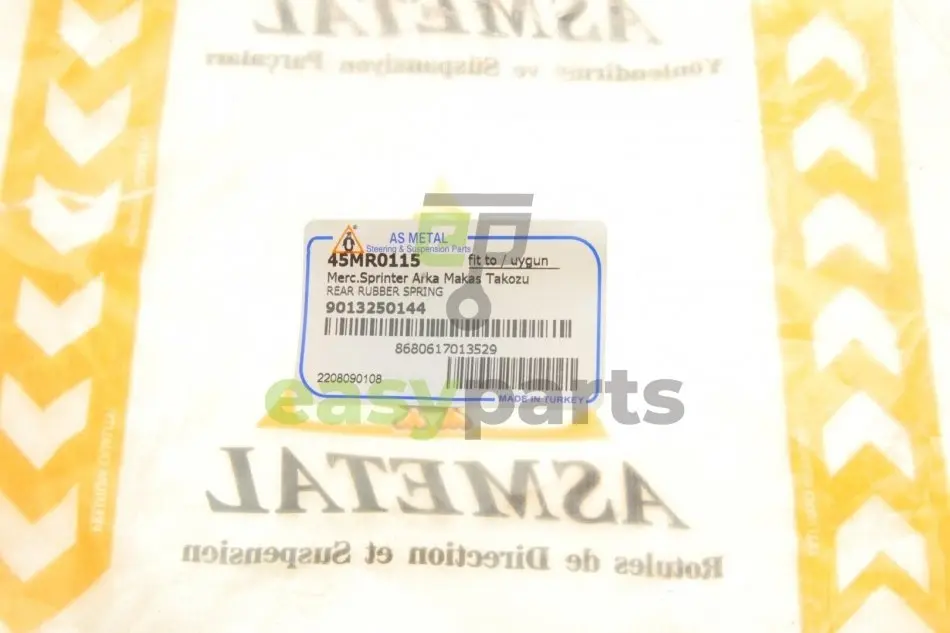 ASMETAL
Yönlendirme ve Süspansiyon Parçaları
AS METAL
Steering & Suspension Parts
45MR0115 fit to / uygun
Merc.Sprinter Arka Makas Takozu
REAR RUBBER SPRING
9013250144
8680617013529
2208090108
MADE IN TURKEY
easyparts
ASMETAL
Rotules de Direction et Suspension